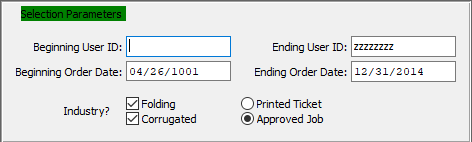 Selection Parameters
Beginning User ID: Ending User ID: zzzzzzzz
Beginning Order Date: 04/26/1001 Ending Order Date: 12/31/2014
Industry? Folding Printed Ticket
Corrugated Approved Job